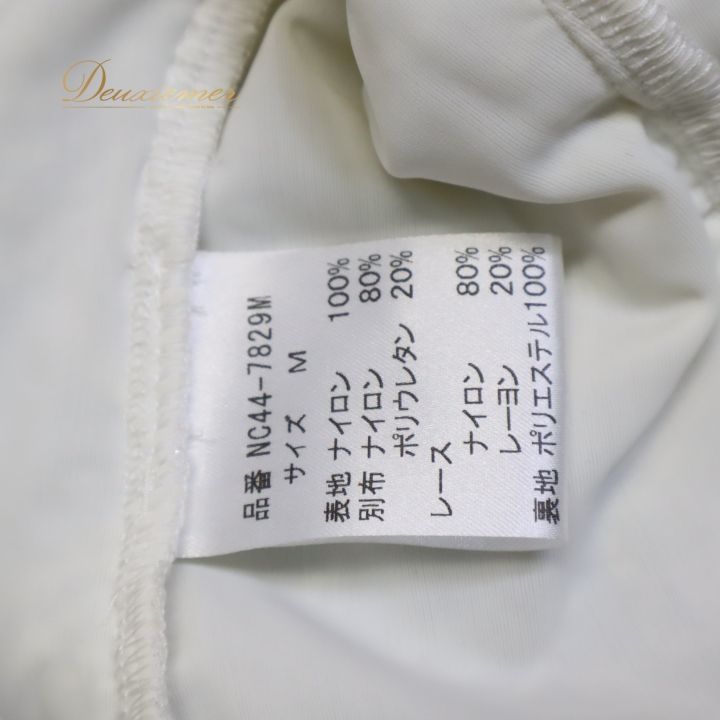 Deuxiemer
品番 NC44-7829M
サイズ M
表地 ナイロン 100%
別布 ナイロン 80%
ポリウレタン 20%
レース
ナイロン 80%
レーヨン 20%
裏地 ポリエステル100%